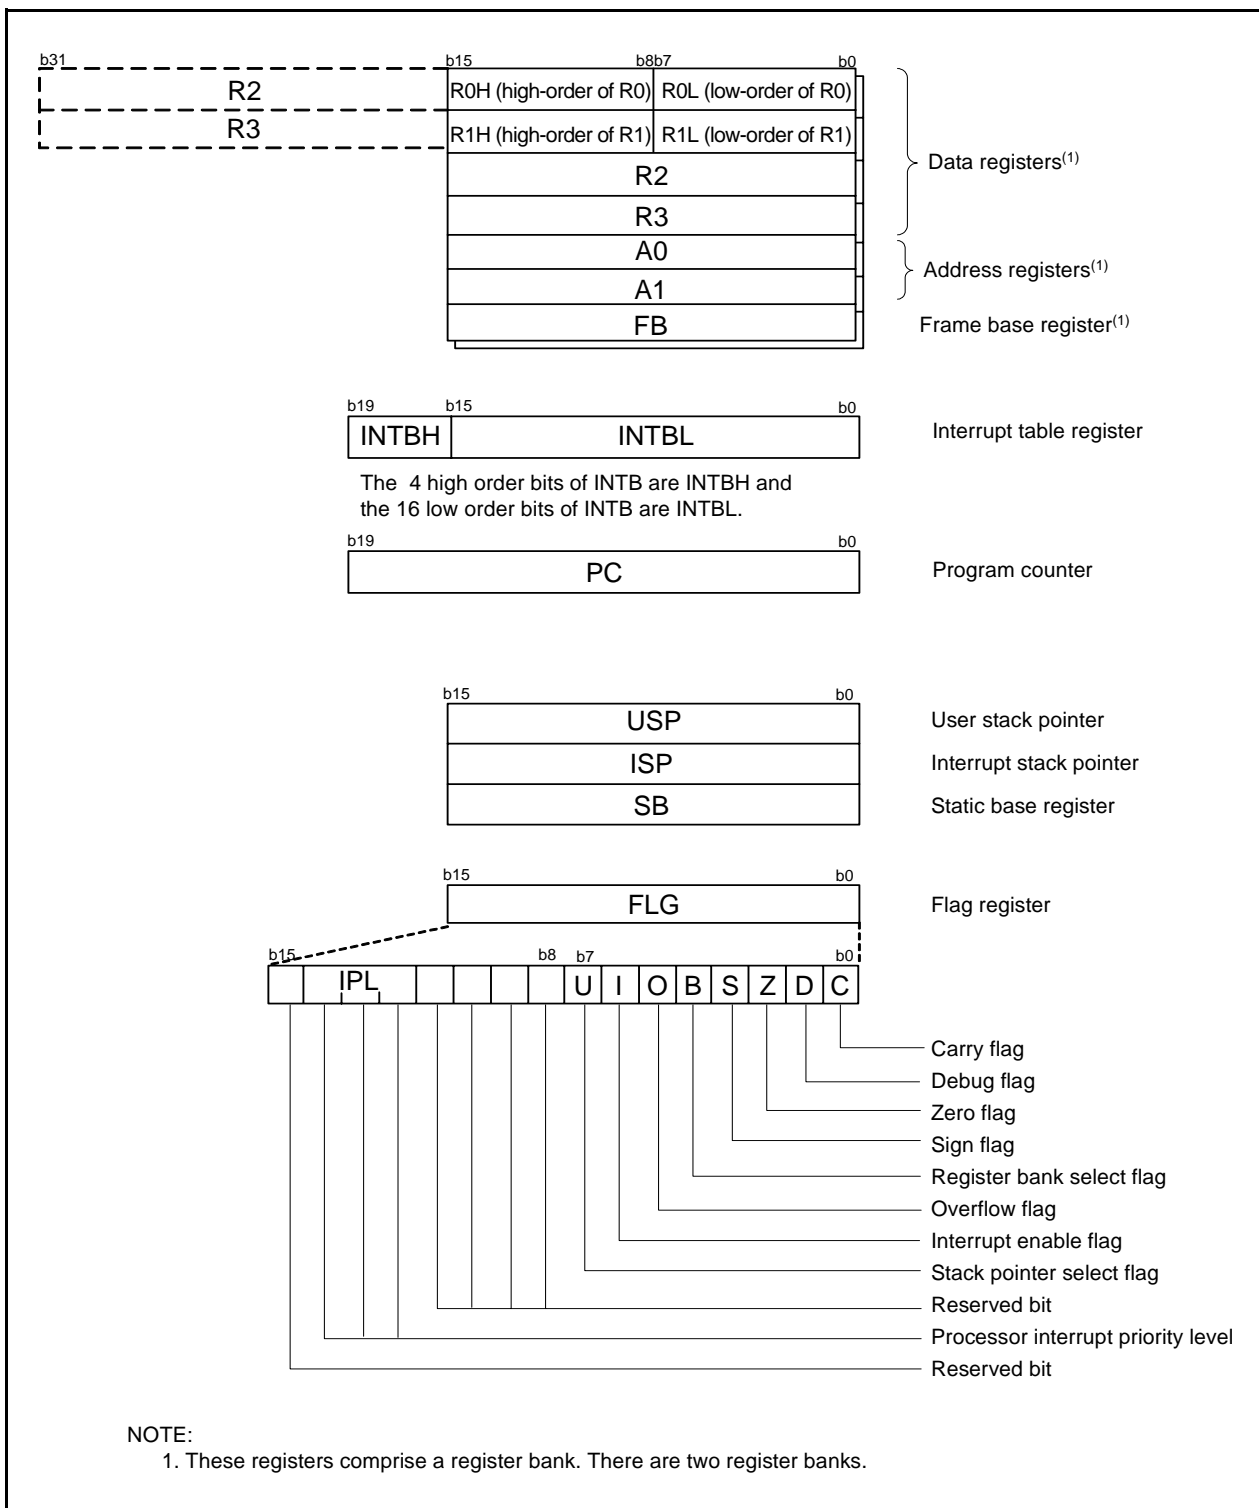 b31 b15 b8b7 b0
R2 R0H (high-order of R0) R0L (low-order of R0)
R3 R1H (high-order of R1) R1L (low-order of R1)
Data registers(1)
R2
R3
A0
Address registers(1)
A1
FB Frame base register(1)
b19 b15 b0
INTBH INTBL Interrupt table register
The 4 high order bits of INTB are INTBH and
the 16 low order bits of INTB are INTBL.
b19 b0
PC Program counter
b15 b0
USP User stack pointer
ISP Interrupt stack pointer
SB Static base register
b15 b0
FLG Flag register
b15 b8 b7 b0
IPL U I O B S Z D C
Carry flag
Debug flag
Zero flag
Sign flag
Register bank select flag
Overflow flag
Interrupt enable flag
Stack pointer select flag
Reserved bit
Processor interrupt priority level
Reserved bit
NOTE:
1. These registers comprise a register bank. There are two register banks.